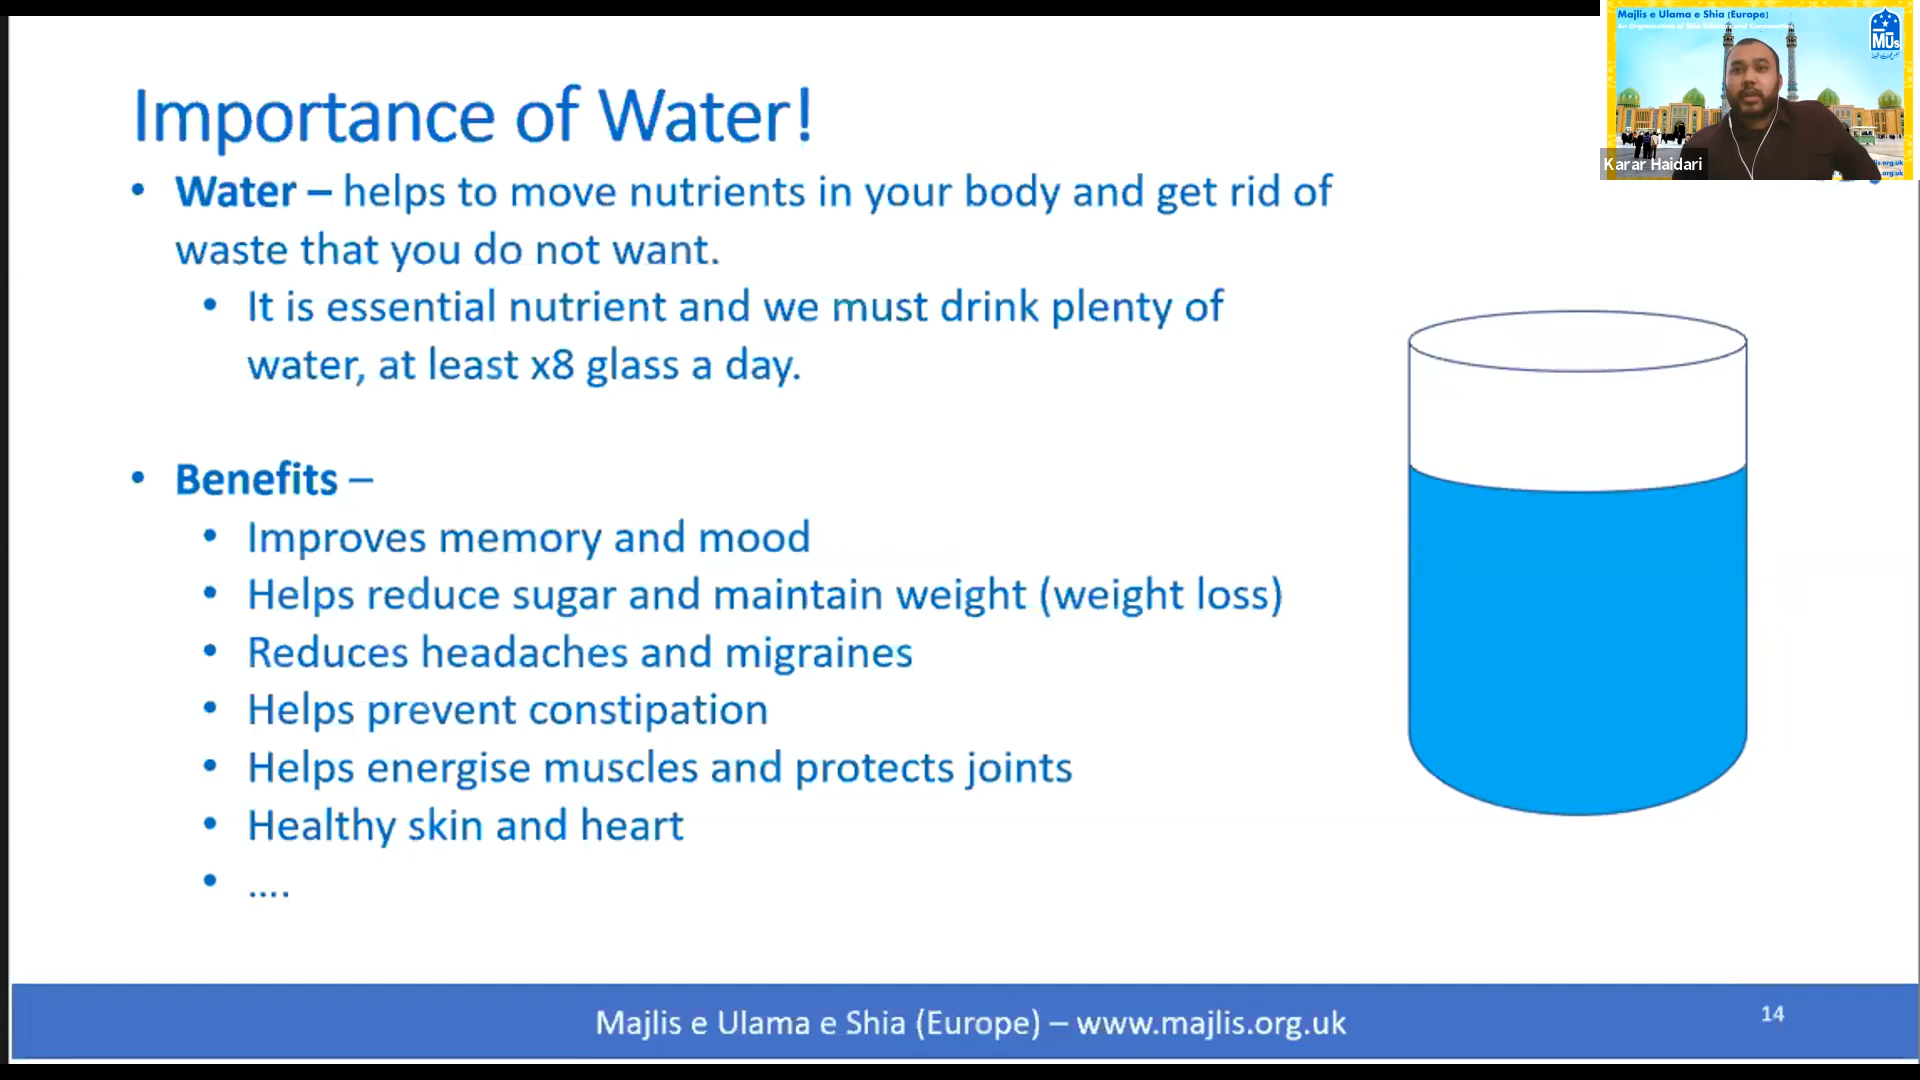 Majlis e Ulama e Shia (Europe)
MUs
Karar Haidari
Importance of Water!
• Water – helps to move nutrients in your body and get rid of
waste that you do not want.
• It is essential nutrient and we must drink plenty of
water, at least x8 glass a day.
• Benefits –
• Improves memory and mood
• Helps reduce sugar and maintain weight (weight loss)
• Reduces headaches and migraines
• Helps prevent constipation
• Helps energise muscles and protects joints
• Healthy skin and heart
• ....
Majlis e Ulama e Shia (Europe) – www.majlis.org.uk
14